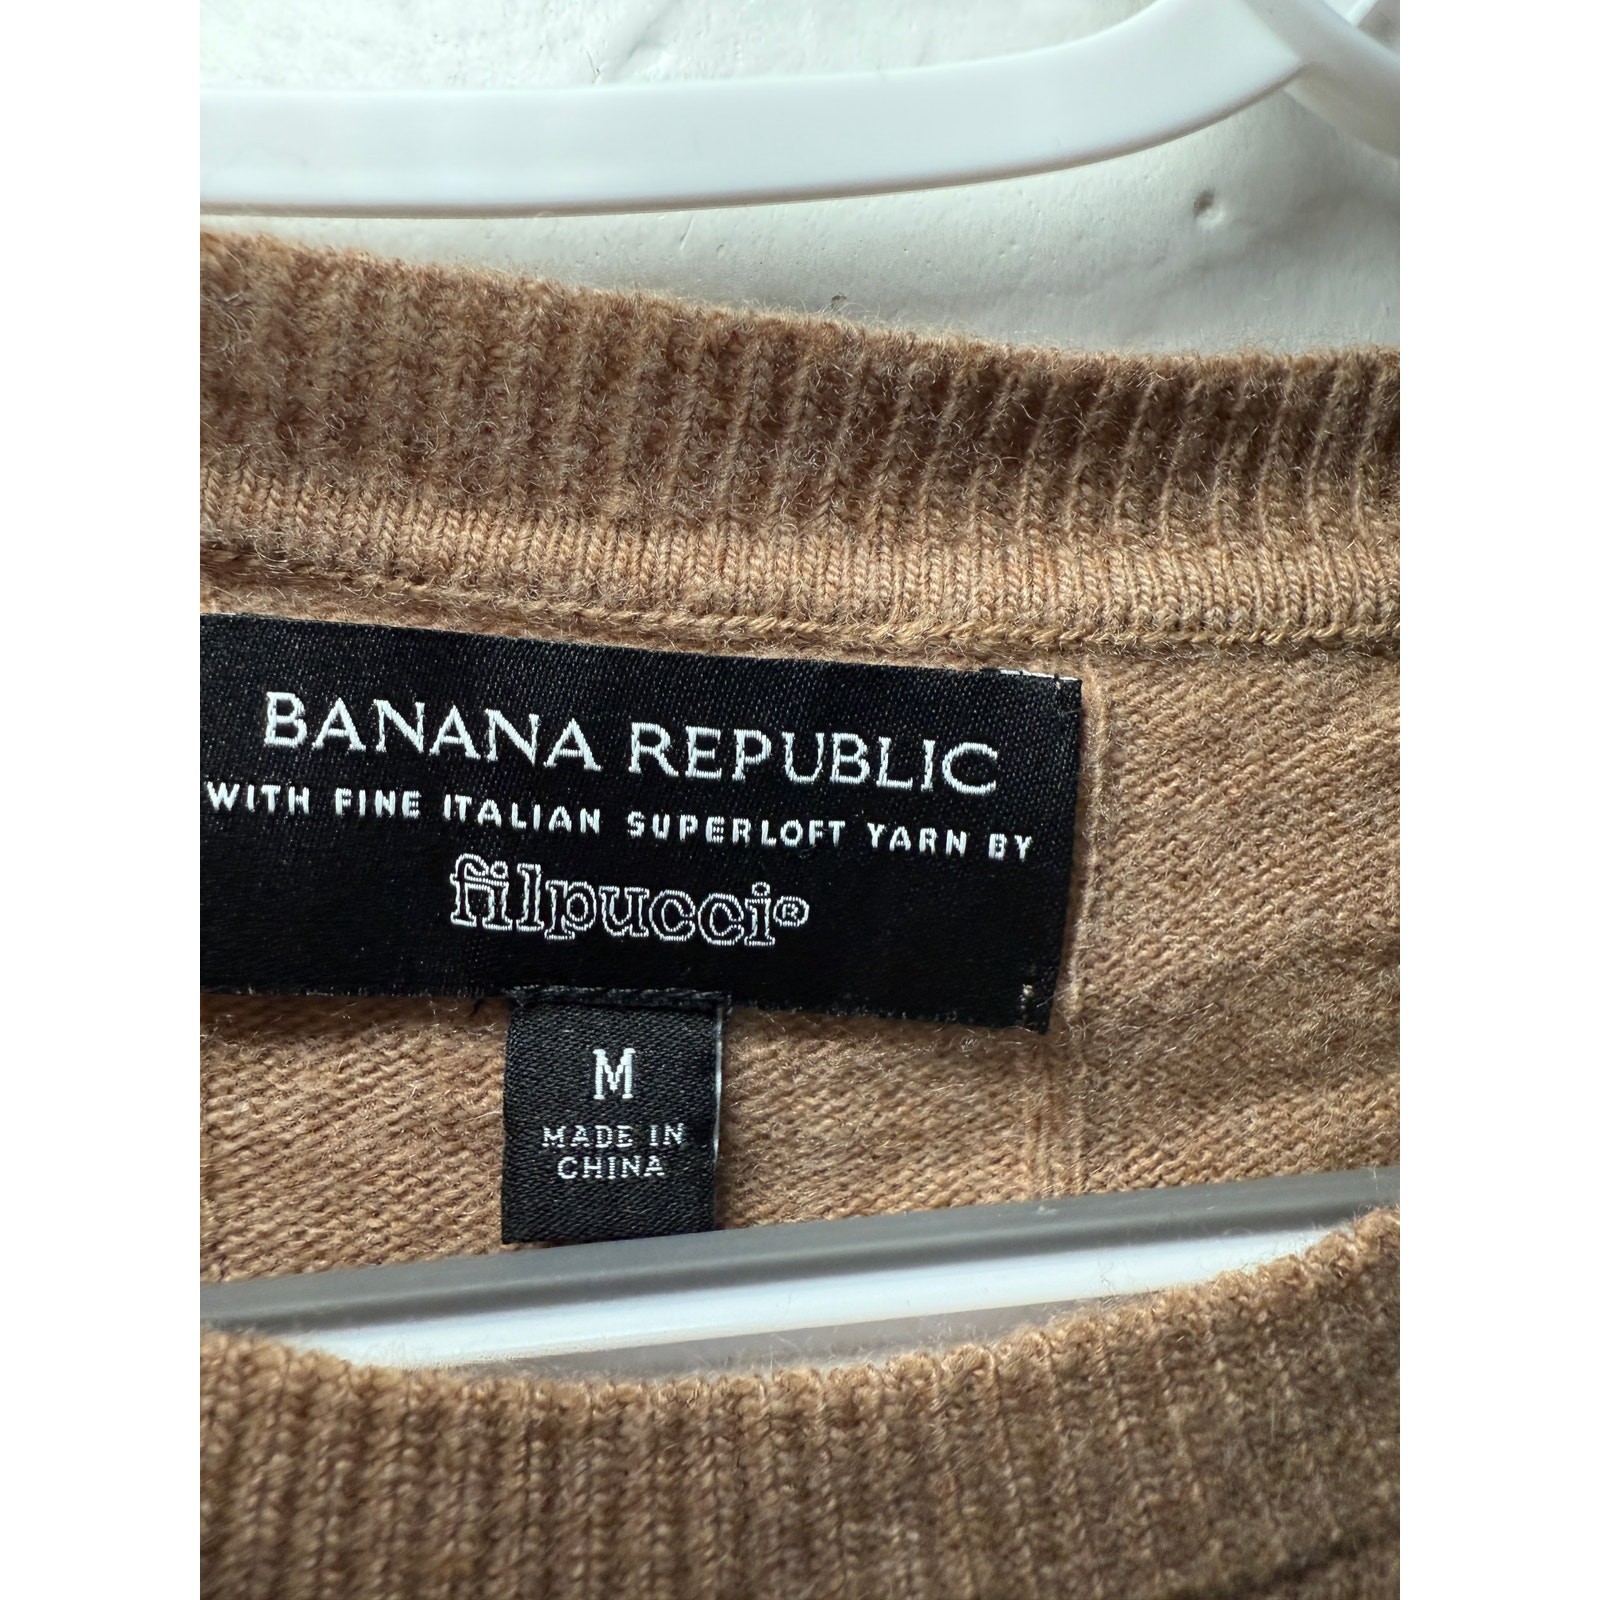 BANANA REPUBLIC
WITH FINE ITALIAN SUPERLOFT YARN BY
filpucci®
M
MADE IN
CHINA